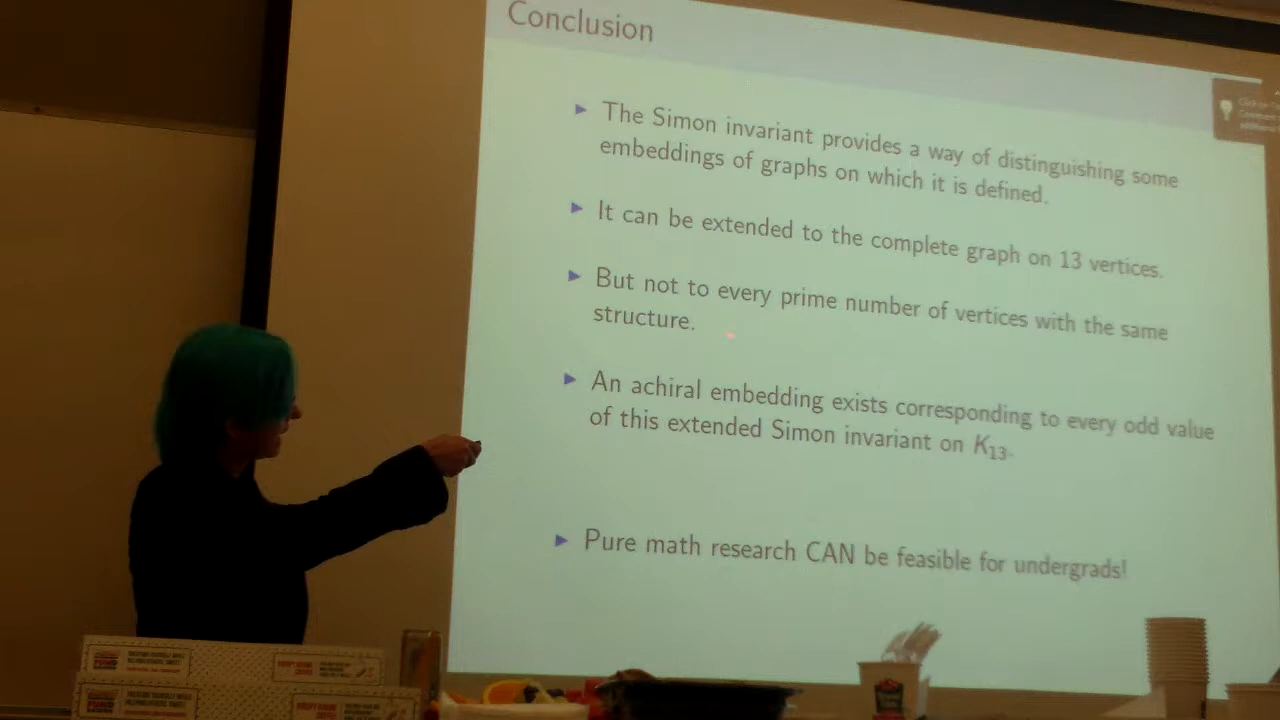 Conclusion
▶ The Simon invariant provides a way of distinguishing some
embeddings of graphs on which it is defined.
▶ It can be extended to the complete graph on 13 vertices.
▶ But not to every prime number of vertices with the same
structure.
▶ An achiral embedding exists corresponding to every odd value
of this extended Simon invariant on K₁₃.
▶ Pure math research CAN be feasible for undergrads!